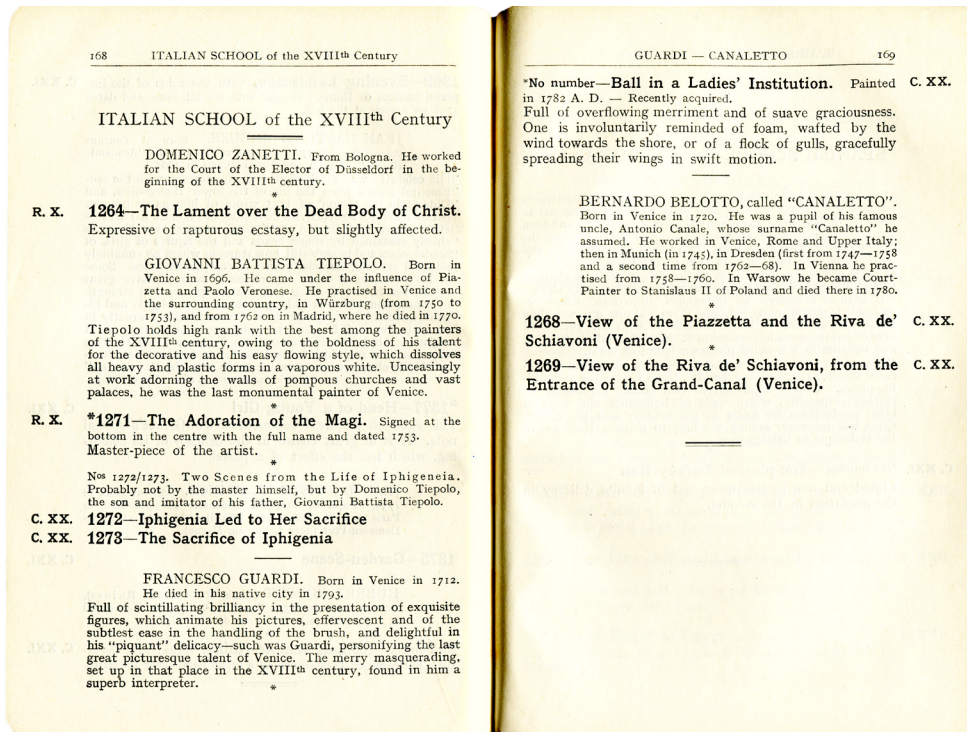 168 ITALIAN SCHOOL of the XVIIIth Century
ITALIAN SCHOOL of the XVIIIth Century
DOMENICO ZANETTI. From Bologna. He worked
for the Court of the Elector of Düsseldorf in the be-
ginning of the XVIIIth century.
*
R. X. 1264—The Lament over the Dead Body of Christ.
Expressive of rapturous ecstasy, but slightly affected.
GIOVANNI BATTISTA TIEPOLO. Born in
Venice in 1696. He came under the influence of Pia-
zetta and Paolo Veronese. He practised in Venice and
the surrounding country, in Würzburg (from 1750 to
1753), and from 1762 on in Madrid, where he died in 1770.
Tiepolo holds high rank with the best among the painters
of the XVIIIth century, owing to the boldness of his talent
for the decorative and his easy flowing style, which dissolves
all heavy and plastic forms in a vaporous white. Unceasingly
at work adorning the walls of pompous churches and vast
palaces, he was the last monumental painter of Venice.
*
R. X. *1271—The Adoration of the Magi. Signed at the
bottom in the centre with the full name and dated 1753.
Master-piece of the artist.
*
Nos 1272/1273. Two Scenes from the Life of Iphigeneia.
Probably not by the master himself, but by Domenico Tiepolo,
the son and imitator of his father, Giovanni Battista Tiepolo.
C. XX. 1272—Iphigenia Led to Her Sacrifice
C. XX. 1273—The Sacrifice of Iphigenia
FRANCESCO GUARDI. Born in Venice in 1712.
He died in his native city in 1793.
Full of scintillating brilliancy in the presentation of exquisite
figures, which animate his pictures, effervescent and of the
subtlest ease in the handling of the brush, and delightful in
his “piquant” delicacy—such was Guardi, personifying the last
great picturesque talent of Venice. The merry masquerading,
set up in that place in the XVIIIth century, found in him a
superb interpreter.
*
GUARDI — CANALETTO 169
*No number—Ball in a Ladies’ Institution. Painted C. XX.
in 1782 A. D. — Recently acquired.
Full of overflowing merriment and of suave graciousness.
One is involuntarily reminded of foam, wafted by the
wind towards the shore, or of a flock of gulls, gracefully
spreading their wings in swift motion.
BERNARDO BELOTTO, called “CANALETTO”.
Born in Venice in 1720. He was a pupil of his famous
uncle, Antonio Canale, whose surname “Canaletto” he
assumed. He worked in Venice, Rome and Upper Italy;
then in Munich (in 1745), in Dresden (first from 1747—1758
and a second time from 1762—68). In Vienna he prac-
tised from 1758—1760. In Warsow he became Court-
Painter to Stanislaus II of Poland and died there in 1780.
*
1268—View of the Piazzetta and the Riva de’ C. XX.
Schiavoni (Venice).
*
1269—View of the Riva de’ Schiavoni, from the C. XX.
Entrance of the Grand-Canal (Venice).